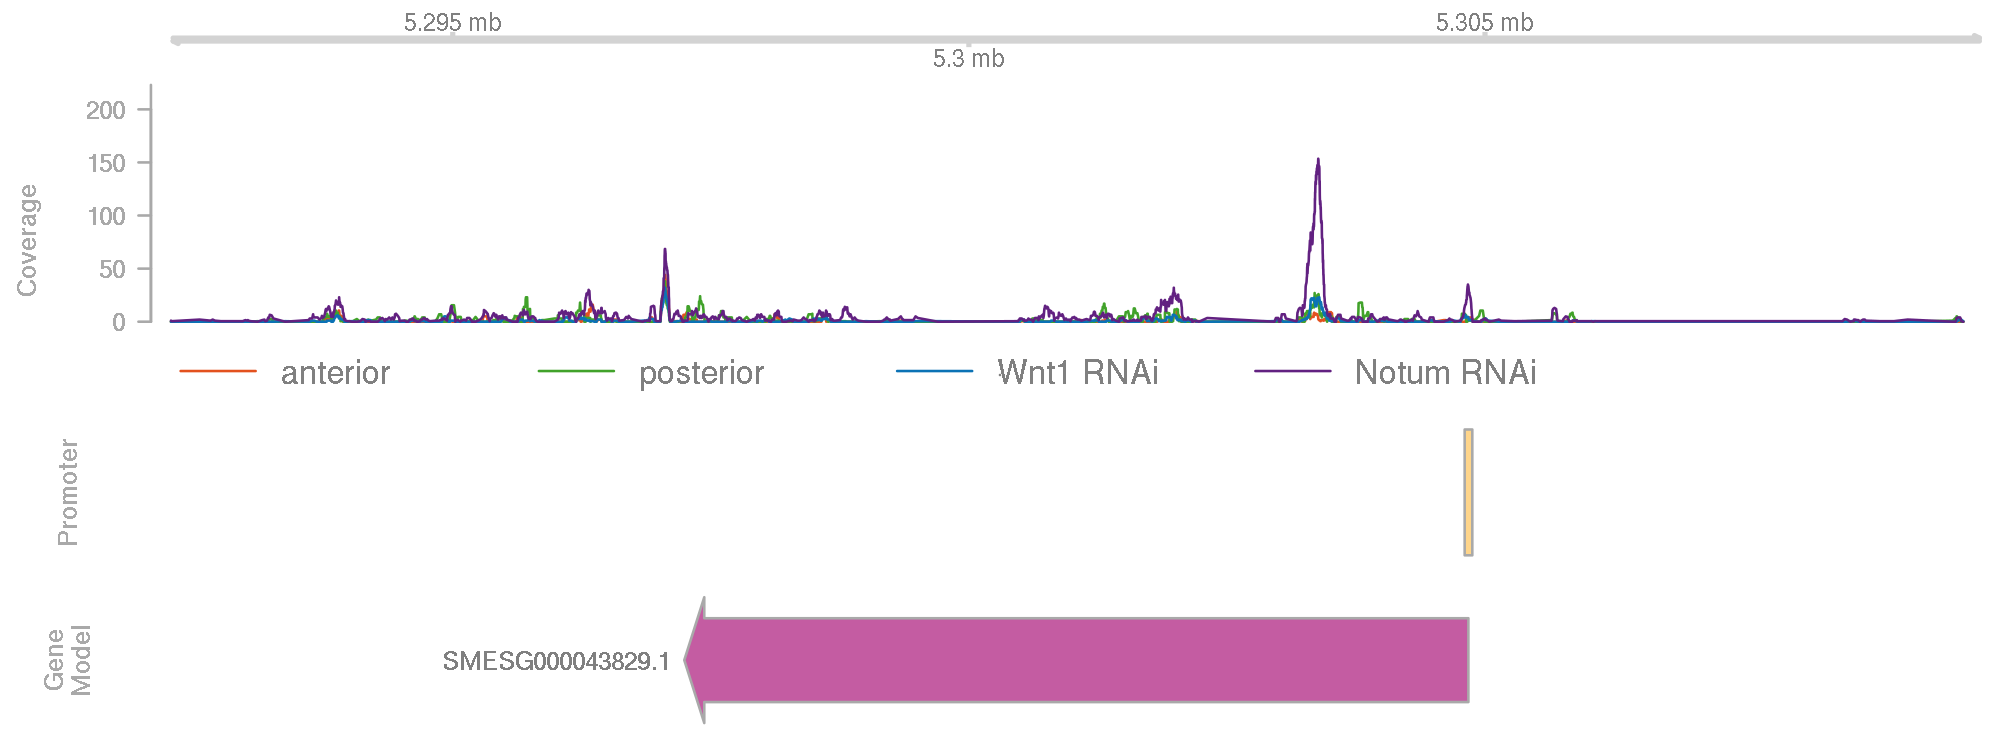 5.295 mb
5.305 mb
5.3 mb
200
150
100
50
0
Coverage
anterior posterior Wnt1 RNAi Notum RNAi
Promoter
Gene
Model
SMESG000043829.1